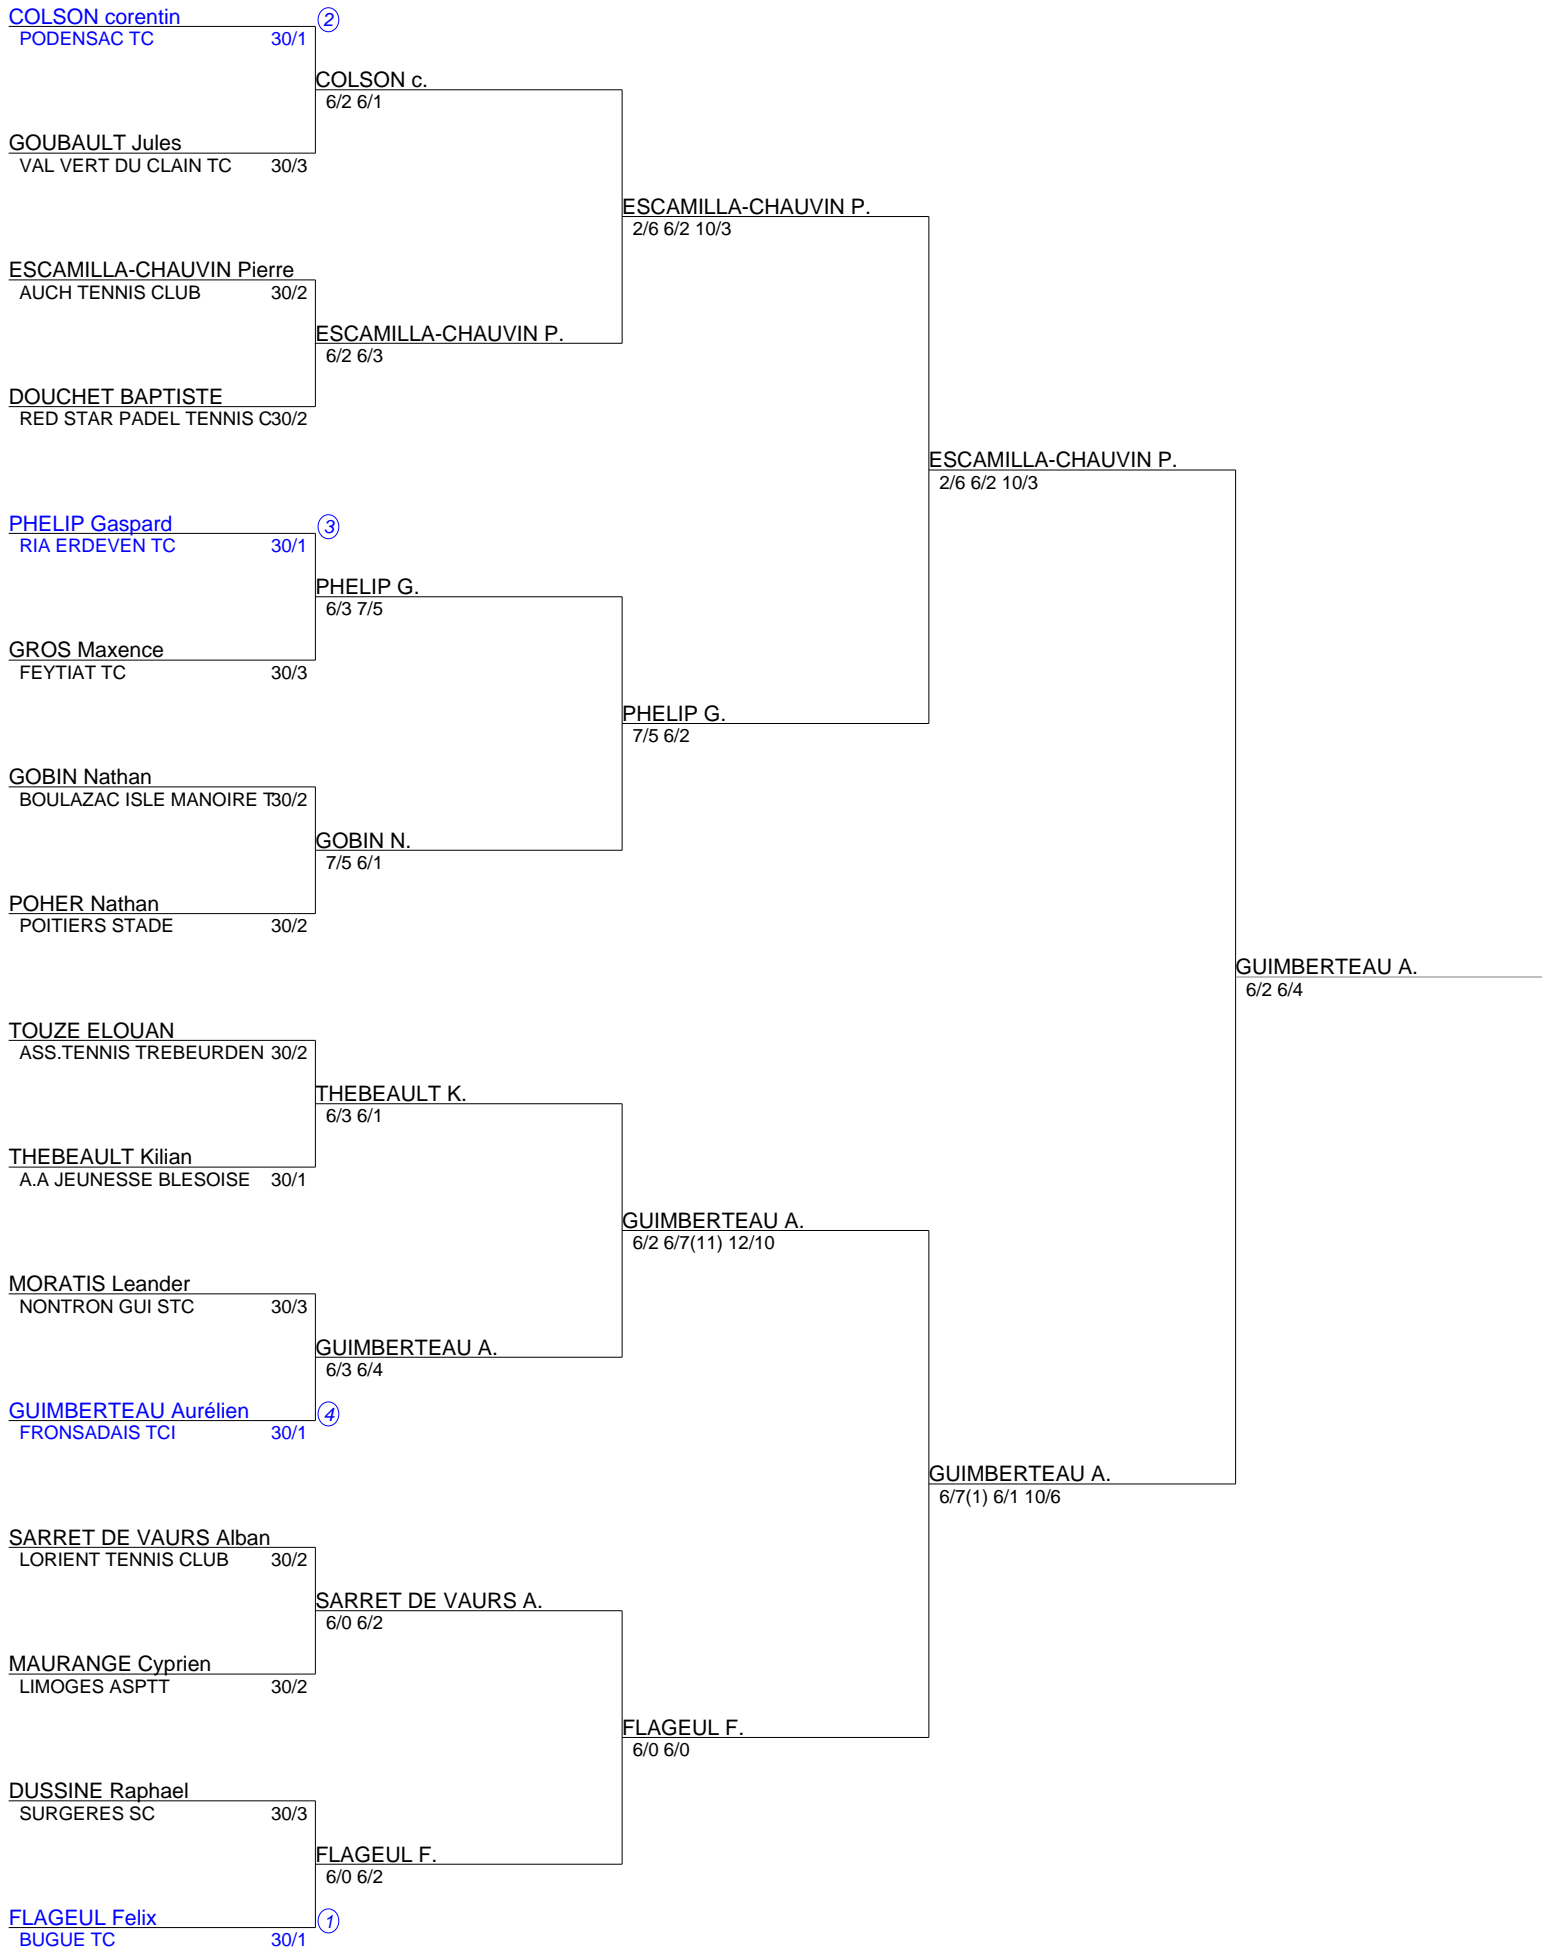 COLSON corentin 2
PODENSAC TC 30/1
COLSON c.
6/2 6/1
GOUBAULT Jules
VAL VERT DU CLAIN TC 30/3
ESCAMILLA-CHAUVIN P.
2/6 6/2 10/3
ESCAMILLA-CHAUVIN Pierre
AUCH TENNIS CLUB 30/2
ESCAMILLA-CHAUVIN P.
6/2 6/3
DOUCHET BAPTISTE
RED STAR PADEL TENNIS C30/2
ESCAMILLA-CHAUVIN P.
2/6 6/2 10/3
PHELIP Gaspard 3
RIA ERDEVEN TC 30/1
PHELIP G.
6/3 7/5
GROS Maxence
FEYTIAT TC 30/3
PHELIP G.
7/5 6/2
GOBIN Nathan
BOULAZAC ISLE MANOIRE T30/2
GOBIN N.
7/5 6/1
POHER Nathan
POITIERS STADE 30/2
GUIMBERTEAU A.
6/2 6/4
TOUZE ELOUAN
ASS.TENNIS TREBEURDEN 30/2
THEBEAULT K.
6/3 6/1
THEBEAULT Kilian
A.A JEUNESSE BLESOISE 30/1
GUIMBERTEAU A.
6/2 6/7(11) 12/10
MORATIS Leander
NONTRON GUI STC 30/3
GUIMBERTEAU A.
6/3 6/4
GUIMBERTEAU Aurélien 4
FRONSADAIS TCI 30/1
GUIMBERTEAU A.
6/7(1) 6/1 10/6
SARRET DE VAURS Alban
LORIENT TENNIS CLUB 30/2
SARRET DE VAURS A.
6/0 6/2
MAURANGE Cyprien
LIMOGES ASPTT 30/2
FLAGEUL F.
6/0 6/0
DUSSINE Raphael
SURGERES SC 30/3
FLAGEUL F.
6/0 6/2
FLAGEUL Felix 1
BUGUE TC 30/1